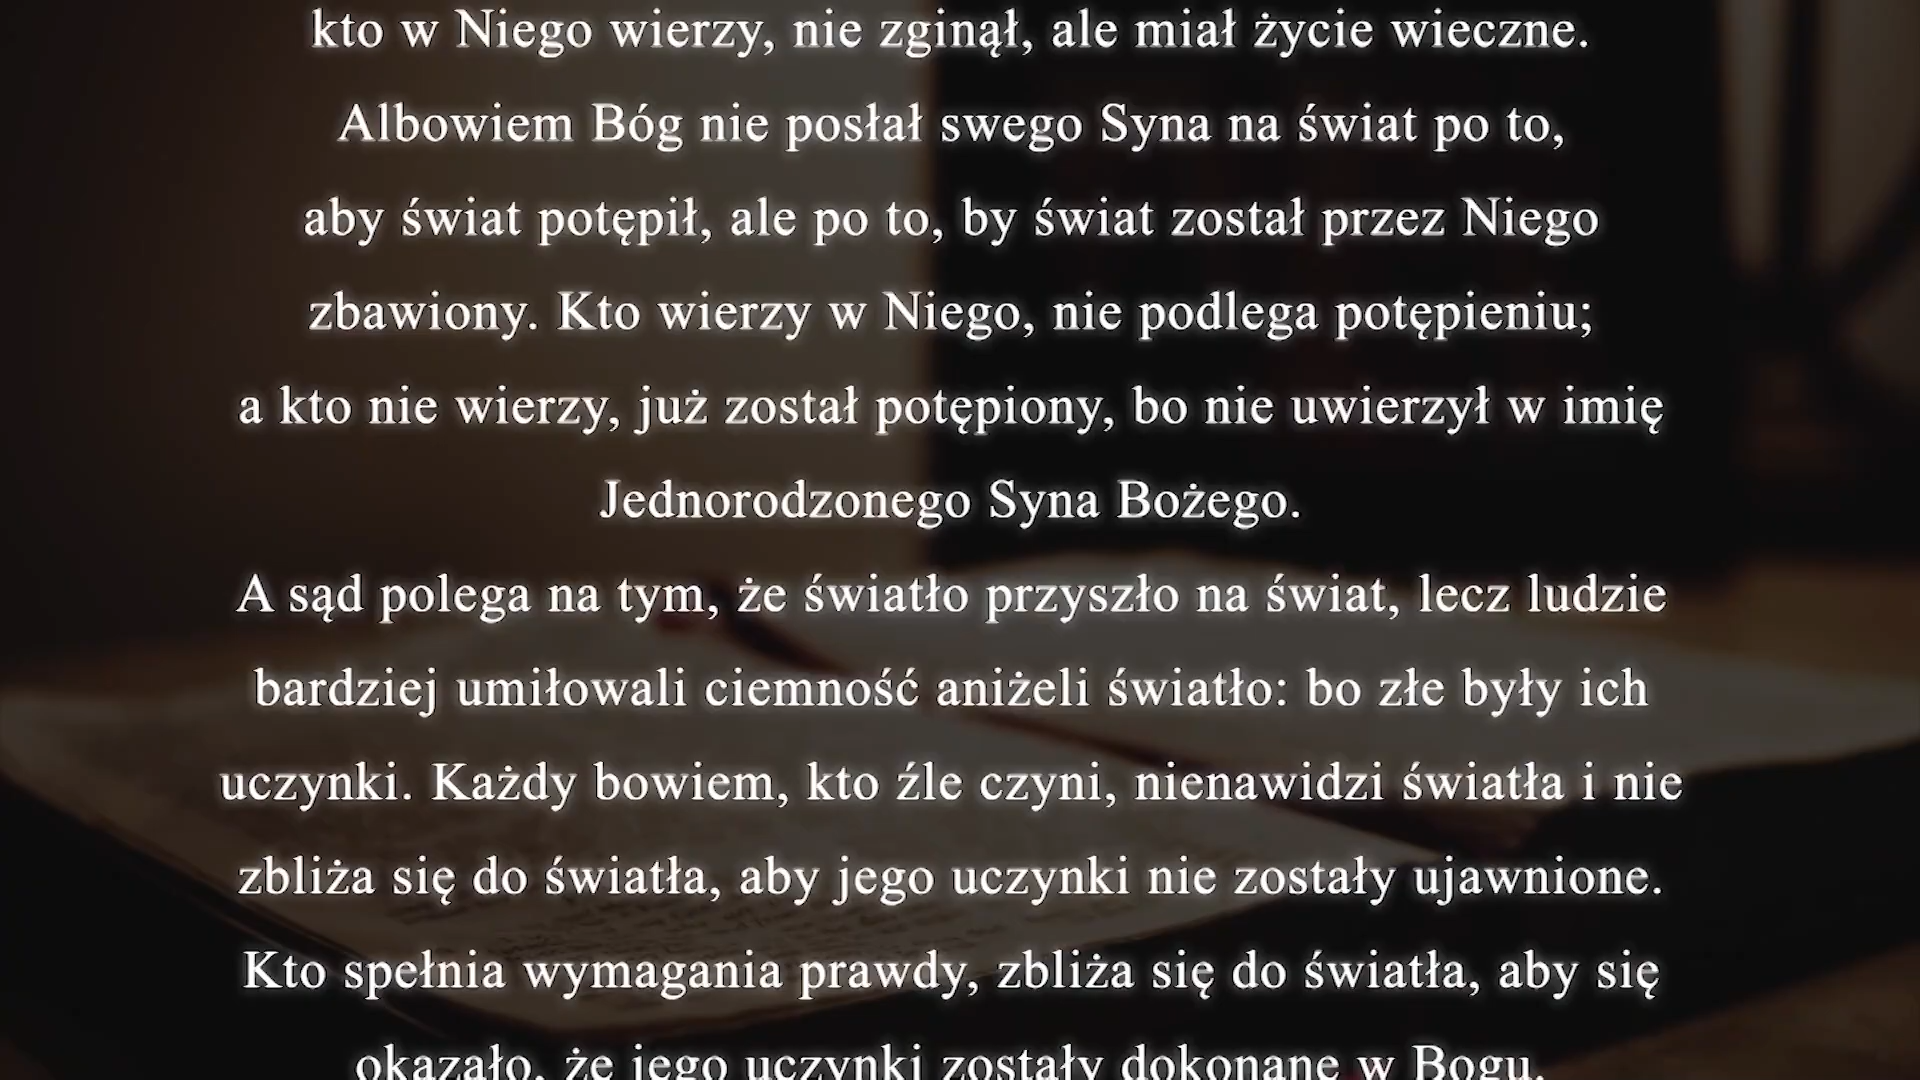 kto w Niego wierzy, nie zginął, ale miał życie wieczne.
Albowiem Bóg nie posłał swego Syna na świat po to,
aby świat potępił, ale po to, by świat został przez Niego
zbawiony. Kto wierzy w Niego, nie podlega potępieniu;
a kto nie wierzy, już został potępiony, bo nie uwierzył w imię
Jednorodzonego Syna Bożego.
A sąd polega na tym, że światło przyszło na świat, lecz ludzie
bardziej umiłowali ciemność aniżeli światło: bo złe były ich
uczynki. Każdy bowiem, kto źle czyni, nienawidzi światła i nie
zbliża się do światła, aby jego uczynki nie zostały ujawnione.
Kto spełnia wymagania prawdy, zbliża się do światła, aby się
okazało, że jego uczynki zostały dokonane w Bogu.